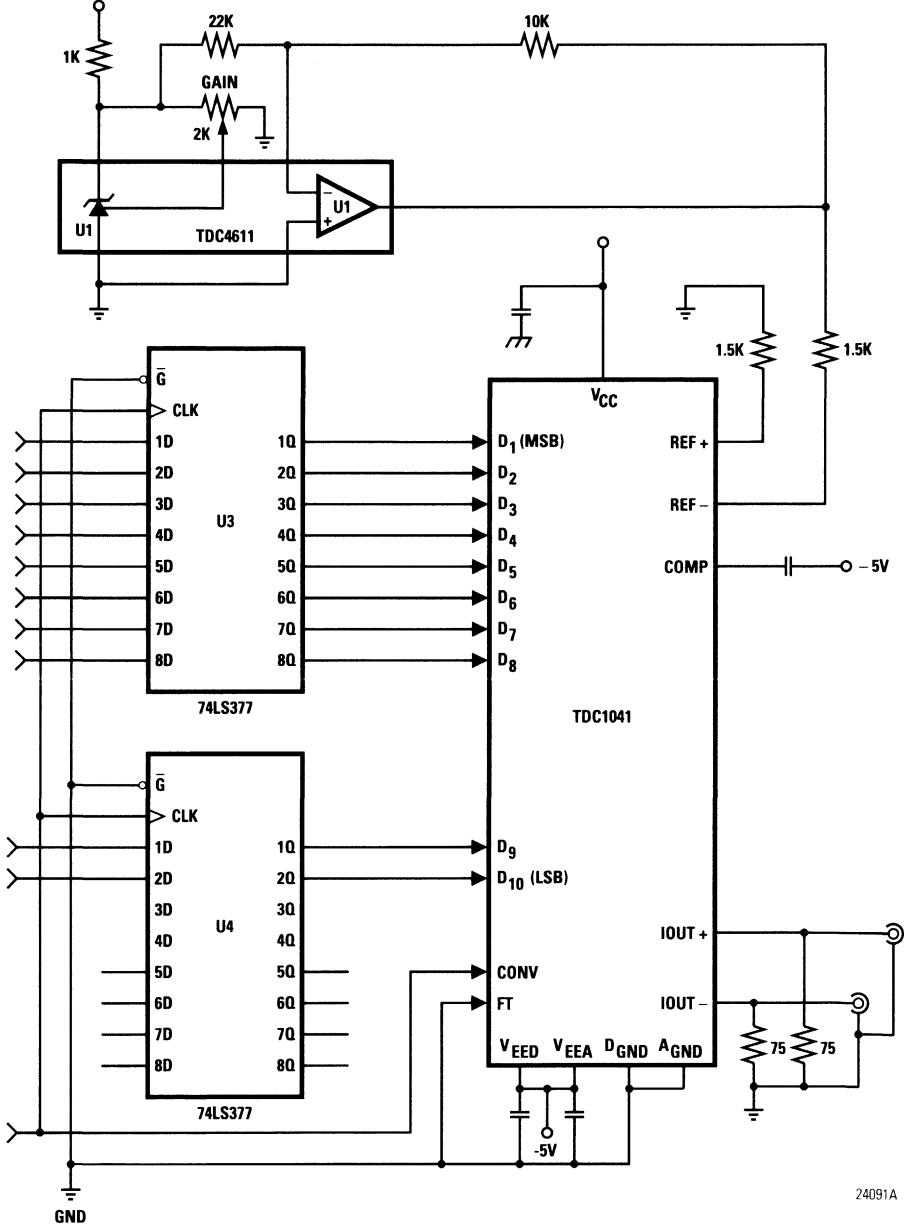 22K
10K
1K
GAIN
2K
U1
U1
−
+
TDC4611
1.5K
1.5K
VCC
G̅
CLK
1D 1Q
2D 2Q
3D 3Q
4D 4Q
5D 5Q
6D 6Q
7D 7Q
8D 8Q
U3
74LS377
D1 (MSB)
D2
D3
D4
D5
D6
D7
D8
REF +
REF −
COMP
− 5V
TDC1041
G̅
CLK
1D 1Q
2D 2Q
3D 3Q
4D 4Q
5D 5Q
6D 6Q
7D 7Q
8D 8Q
U4
74LS377
D9
D10 (LSB)
CONV
FT
IOUT +
IOUT −
75
75
VEED VEEA DGND AGND
-5V
GND
24091A